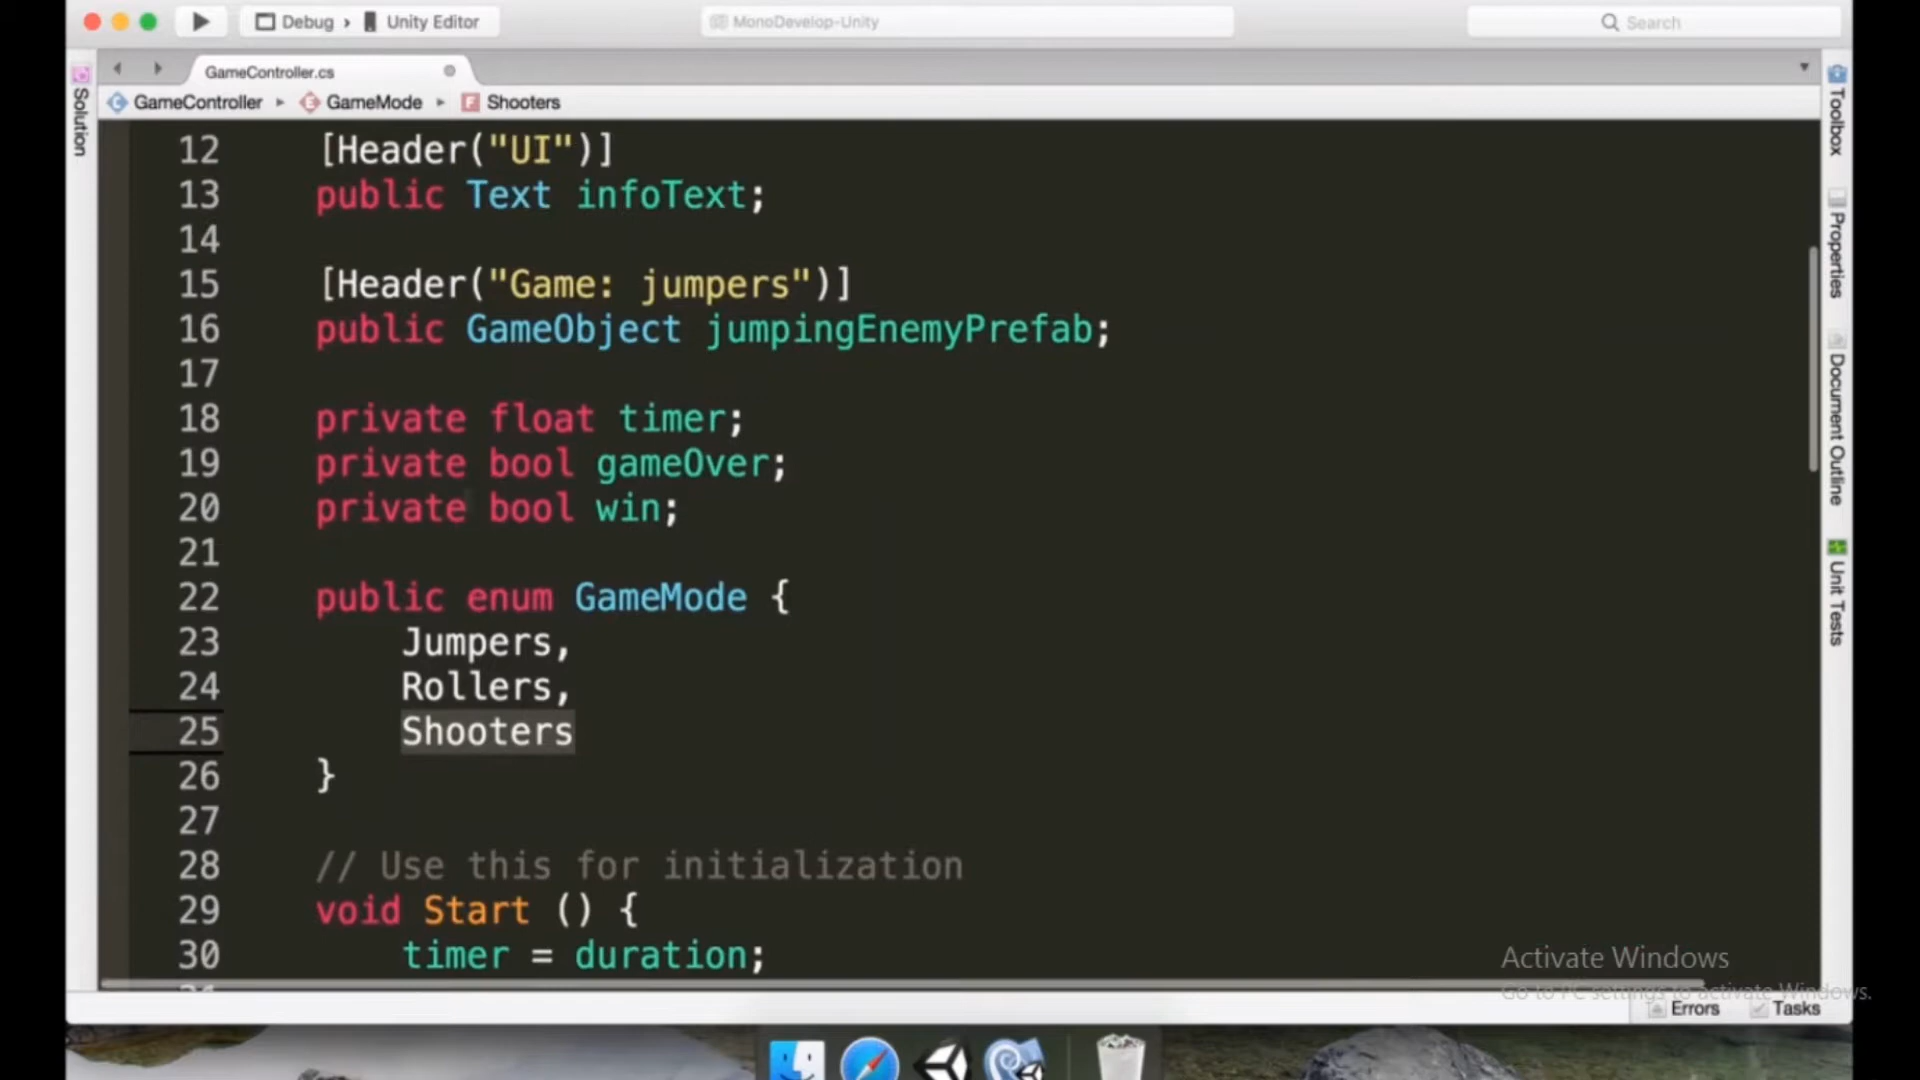 Debug › Unity Editor
MonoDevelop-Unity
Search
GameController.cs
GameController ▸ GameMode ▸ Shooters
Solution
12 [Header("UI")]
13 public Text infoText;
14
15 [Header("Game: jumpers")]
16 public GameObject jumpingEnemyPrefab;
17
18 private float timer;
19 private bool gameOver;
20 private bool win;
21
22 public enum GameMode {
23 Jumpers,
24 Rollers,
25 Shooters
26 }
27
28 // Use this for initialization
29 void Start () {
30 timer = duration;
Toolbox
Properties
Document Outline
Unit Tests
Activate Windows
Go to PC settings to activate Windows.
Errors Tasks